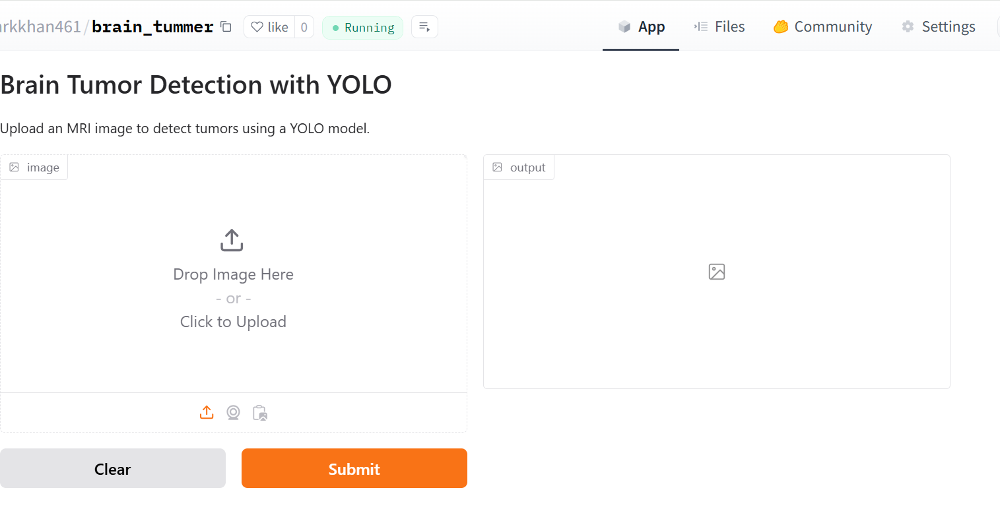 rkkhan461/brain_tummer like 0 Running App Files Community Settings
Brain Tumor Detection with YOLO
Upload an MRI image to detect tumors using a YOLO model.
image
output
Drop Image Here
- or -
Click to Upload
Clear Submit